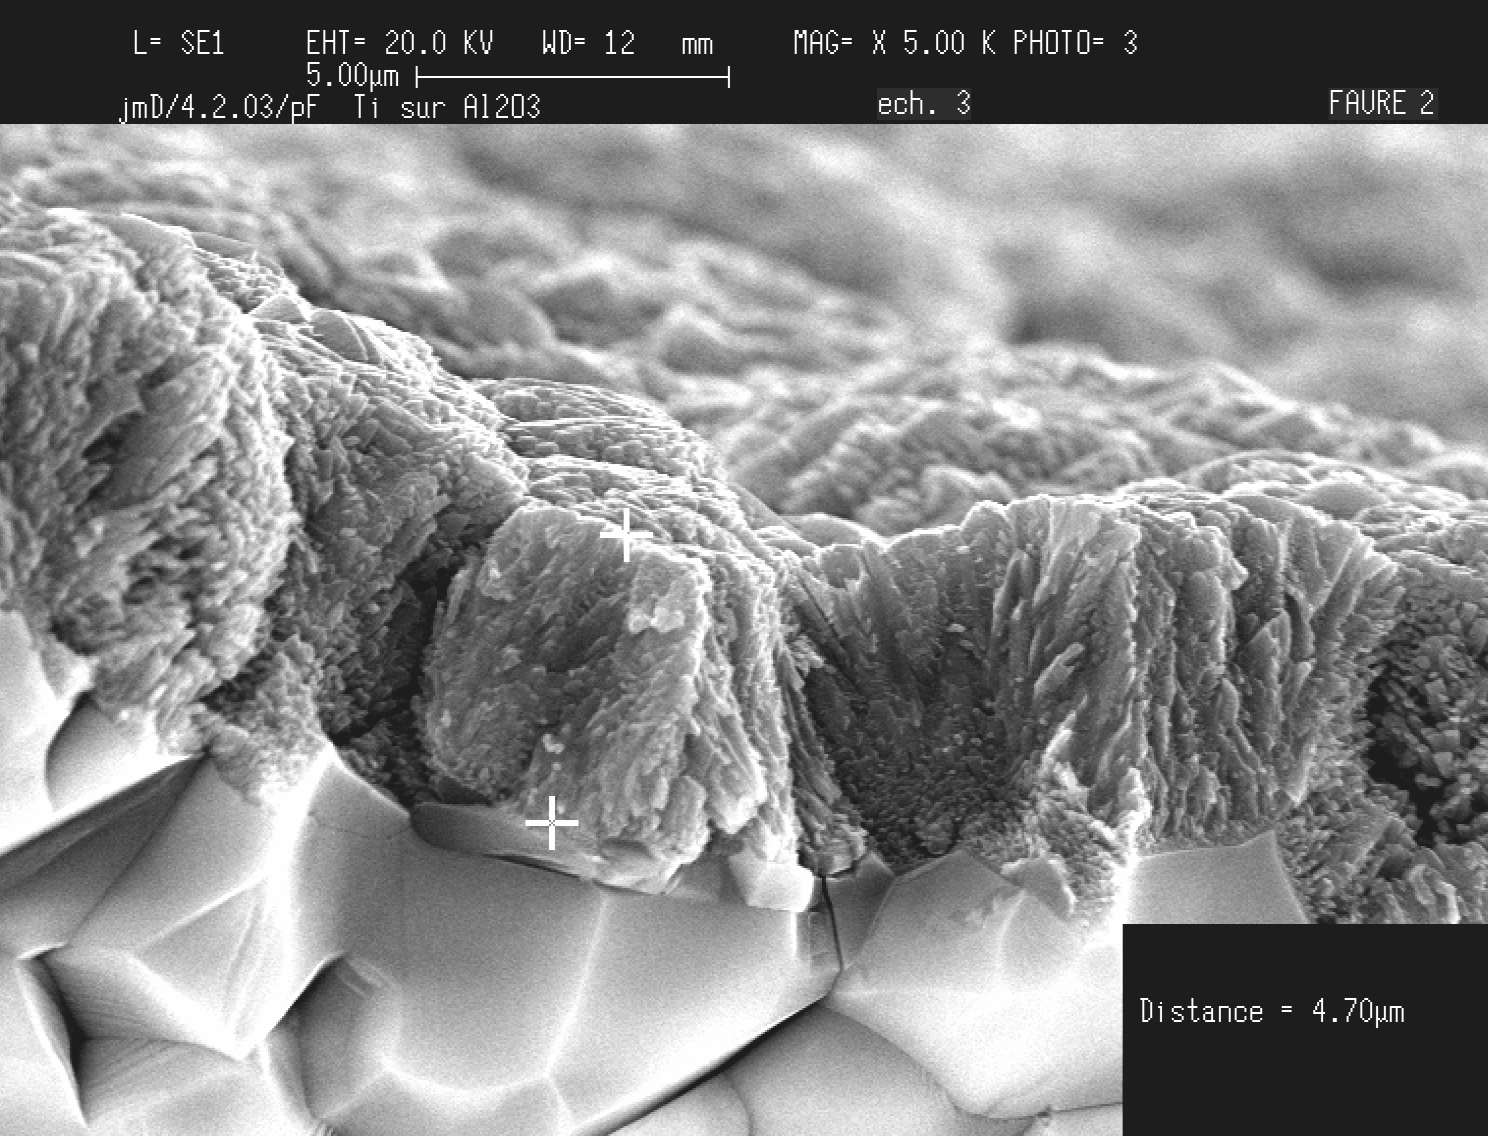 L= SE1 EHT= 20.0 KV WD= 12 mm MAG= X 5.00 K PHOTO= 3
5.00µm
jmD/4.2.03/pF Ti sur Al2O3 ech. 3 FAURE 2
Distance = 4.70µm